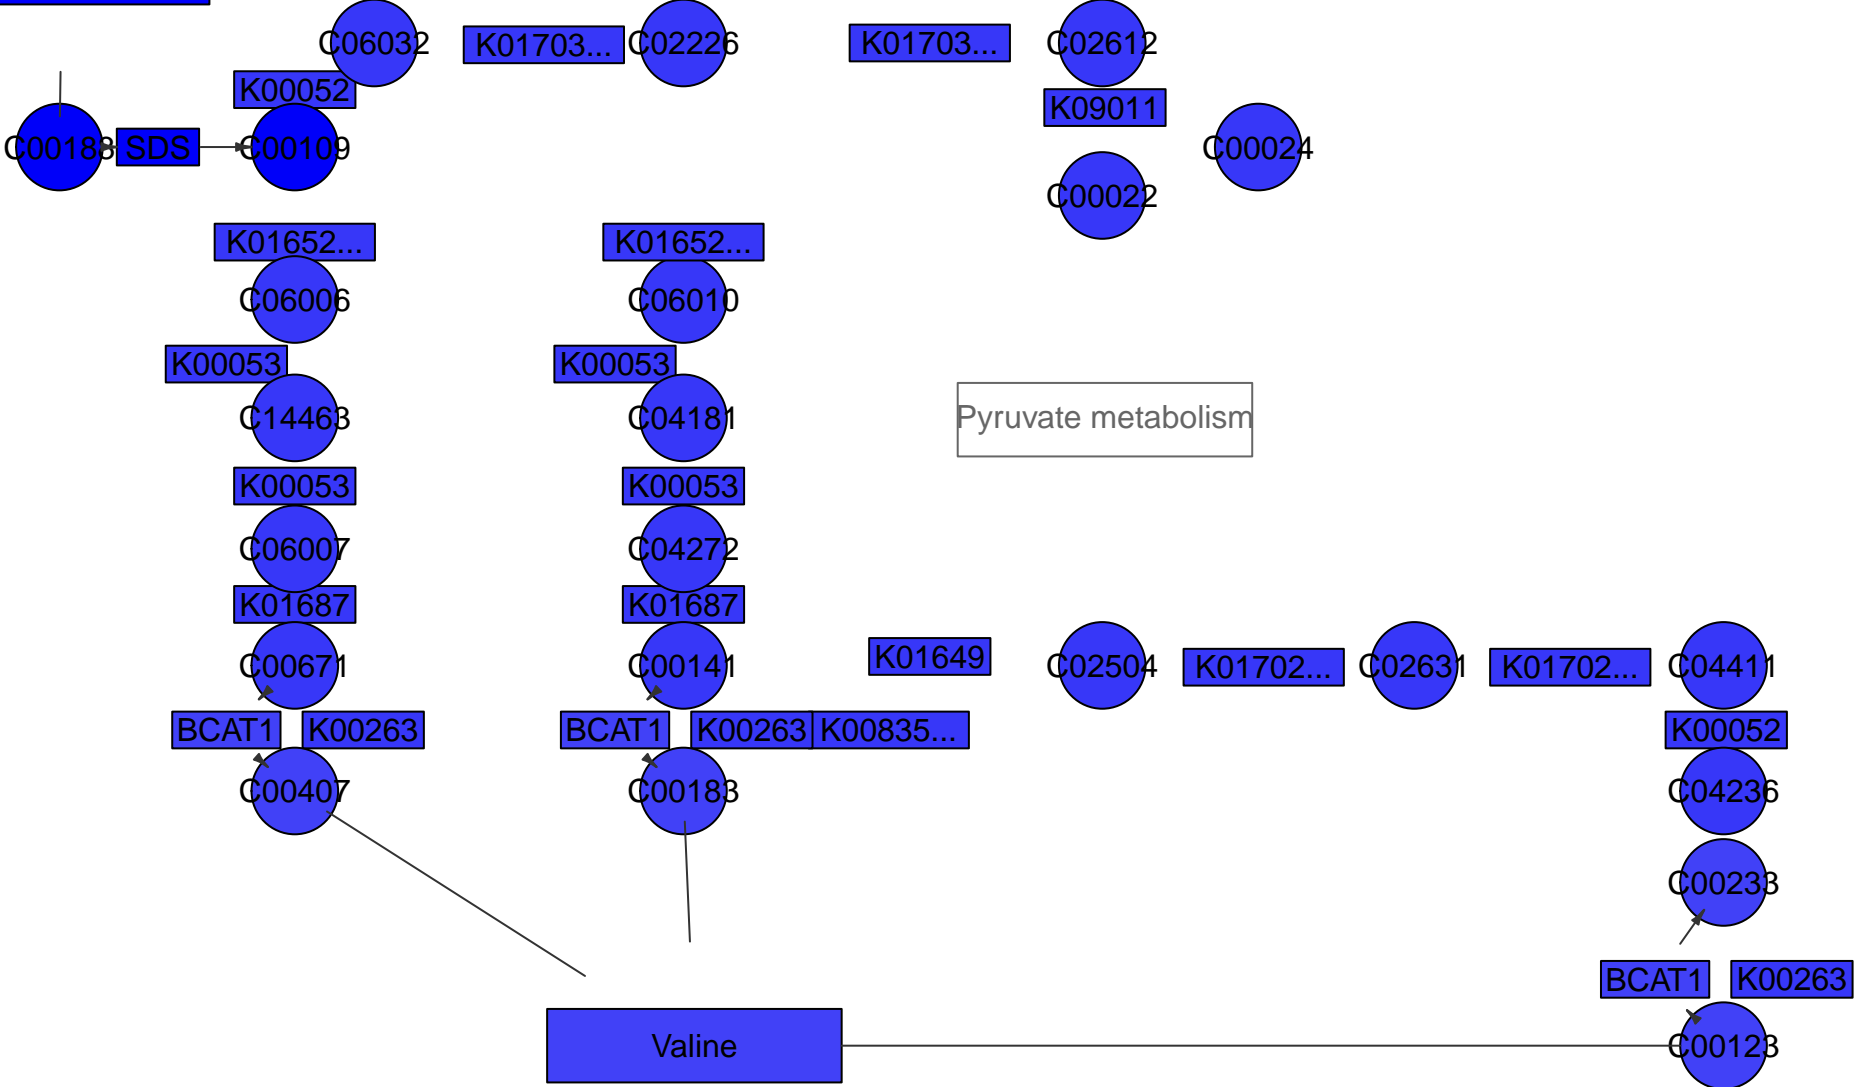 C06032
K01703...
C02226
K01703...
C02612
K00052
K09011
C00188
SDS
C00109
C00024
C00022
K01652...
K01652...
C06006
C06010
K00053
K00053
C14463
C04181
Pyruvate metabolism
K00053
K00053
C06007
C04272
K01687
K01687
C00671
C00141
K01649
C02504
K01702...
C02631
K01702...
C04411
BCAT1
K00263
BCAT1
K00263
K00835...
K00052
C00407
C00183
C04236
C00233
BCAT1
K00263
Valine
C00123